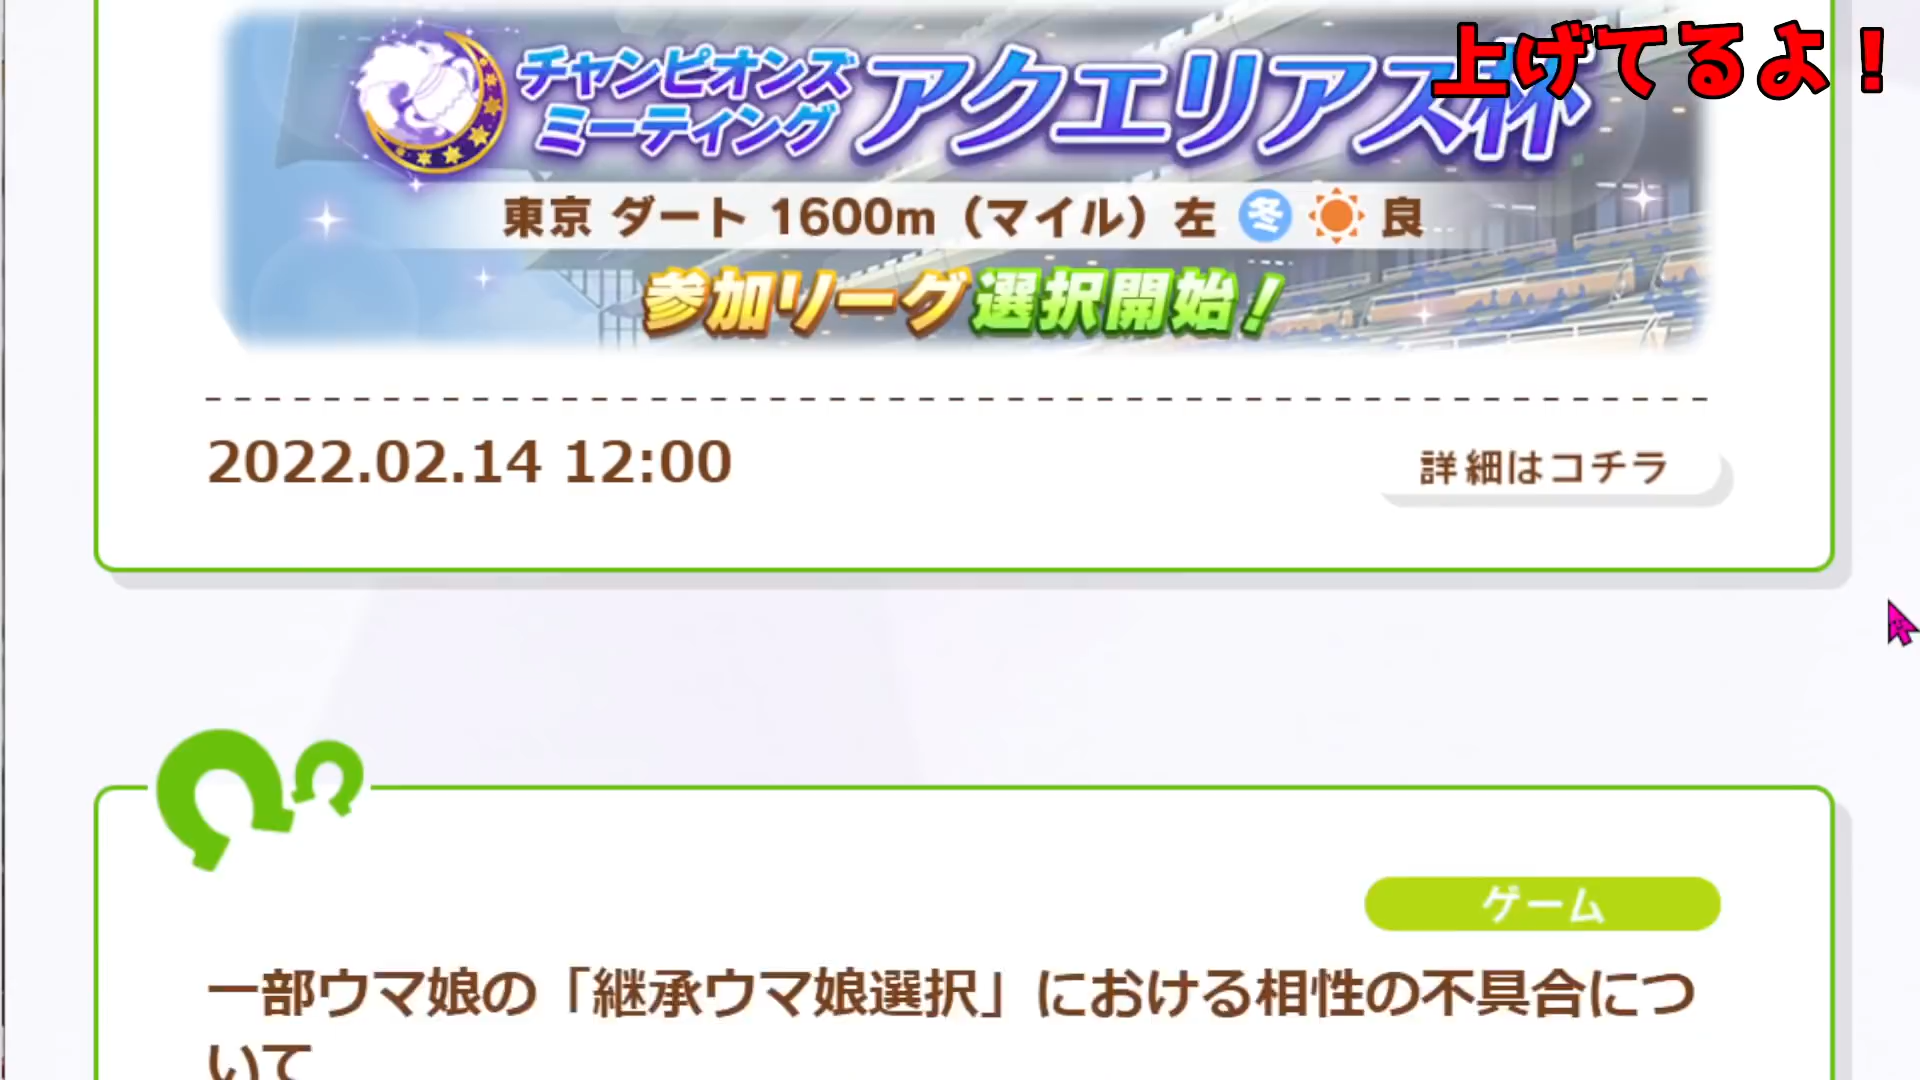 上げてるよ！
チャンピオンズ
ミーティング
アクエリアス杯
東京 ダート 1600m（マイル）左 冬 良
参加リーグ選択開始！
2022.02.14 12:00
詳細はコチラ
ゲーム
一部ウマ娘の「継承ウマ娘選択」における相性の不具合につ
いて